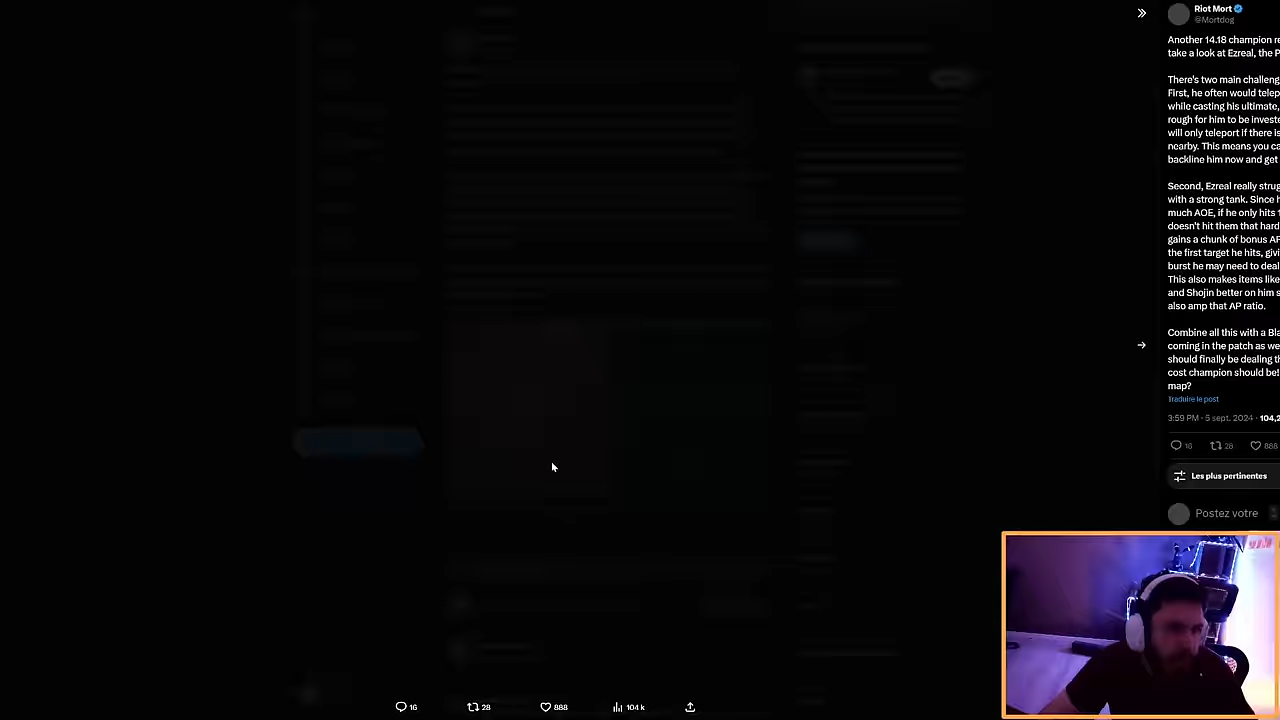 Riot Mort
@Mortdog
Another 14.18 champion re
take a look at Ezreal, the P
There's two main challeng
First, he often would telep
while casting his ultimate,
rough for him to be investe
will only teleport if there is
nearby. This means you ca
backline him now and get
Second, Ezreal really strug
with a strong tank. Since h
much AOE, if he only hits 1
doesn't hit them that hard
gains a chunk of bonus AP
the first target he hits, givi
burst he may need to deal
This also makes items like
and Shojin better on him s
also amp that AP ratio.
Combine all this with a Bla
coming in the patch as we
should finally be dealing th
cost champion should be!
map?
Traduire le post
3:59 PM · 5 sept. 2024 · 104,
16 28 888
Les plus pertinentes
Postez votre
16 28 888 104 k